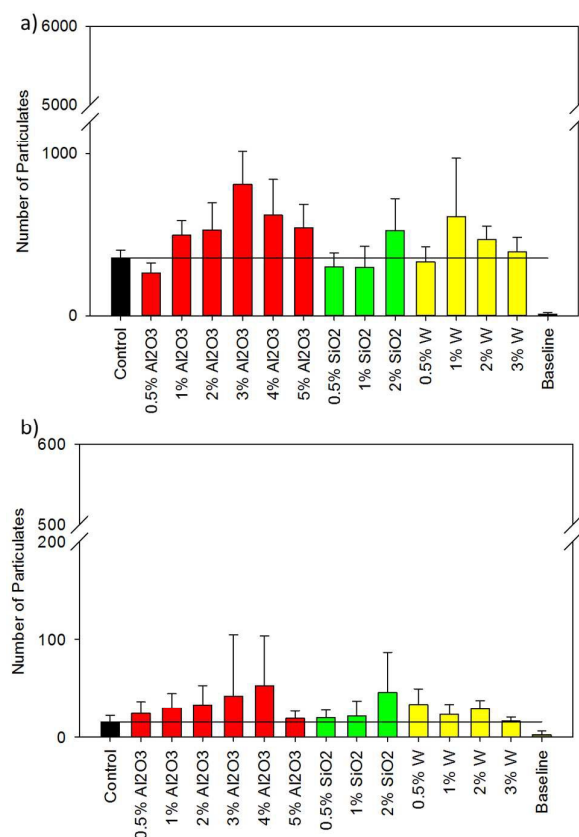 a)
6000
5000
1000
0
Number of Particulates
Control
0.5% Al2O3
1% Al2O3
2% Al2O3
3% Al2O3
4% Al2O3
5% Al2O3
0.5% SiO2
1% SiO2
2% SiO2
0.5% W
1% W
2% W
3% W
Baseline
b)
600
500
200
100
0
Number of Particulates
Control
0.5% Al2O3
1% Al2O3
2% Al2O3
3% Al2O3
4% Al2O3
5% Al2O3
0.5% SiO2
1% SiO2
2% SiO2
0.5% W
1% W
2% W
3% W
Baseline